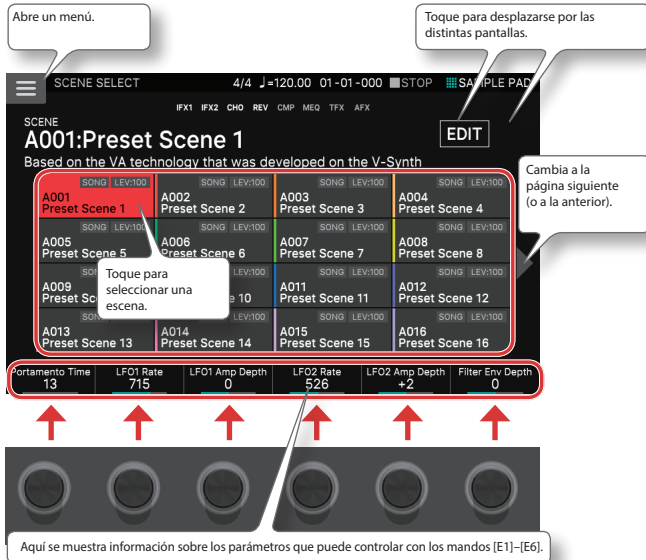 Abre un menú.
Toque para desplazarse por las
distintas pantallas.
SCENE SELECT 4/4 ♩=120.00 01-01-000 STOP SAMPLE PAD
IFX1 IFX2 CHO REV CMP MEQ TFX AFX
SCENE
A001:Preset Scene 1
EDIT
Based on the VA technology that was developed on the V-Synth
Cambia a la
página siguiente
(o a la anterior).
SONG LEV:100 SONG LEV:100 SONG LEV:100 SONG LEV:100
A001 A002 A003 A004
Preset Scene 1 Preset Scene 2 Preset Scene 3 Preset Scene 4
SONG LEV:100 SONG LEV:100 SONG LEV:100 SONG LEV:100
A005 A006 A007 A008
Preset Scene 5 Preset Scene 6 Preset Scene 7 Preset Scene 8
Toque para
seleccionar una
escena.
LEV:100 SONG LEV:100 SONG LEV:100
A009 A011 A012
Preset 10 Preset Scene 11 Preset Scene 12
LEV:100 SONG LEV:100 SONG LEV:100
A013 A014 A015 A016
Preset Scene 13 Preset Scene 14 Preset Scene 15 Preset Scene 16
Portamento Time LFO1 Rate LFO1 Amp Depth LFO2 Rate LFO2 Amp Depth Filter Env Depth
13 715 0 526 +2 0
Aquí se muestra información sobre los parámetros que puede controlar con los mandos [E1]–[E6].